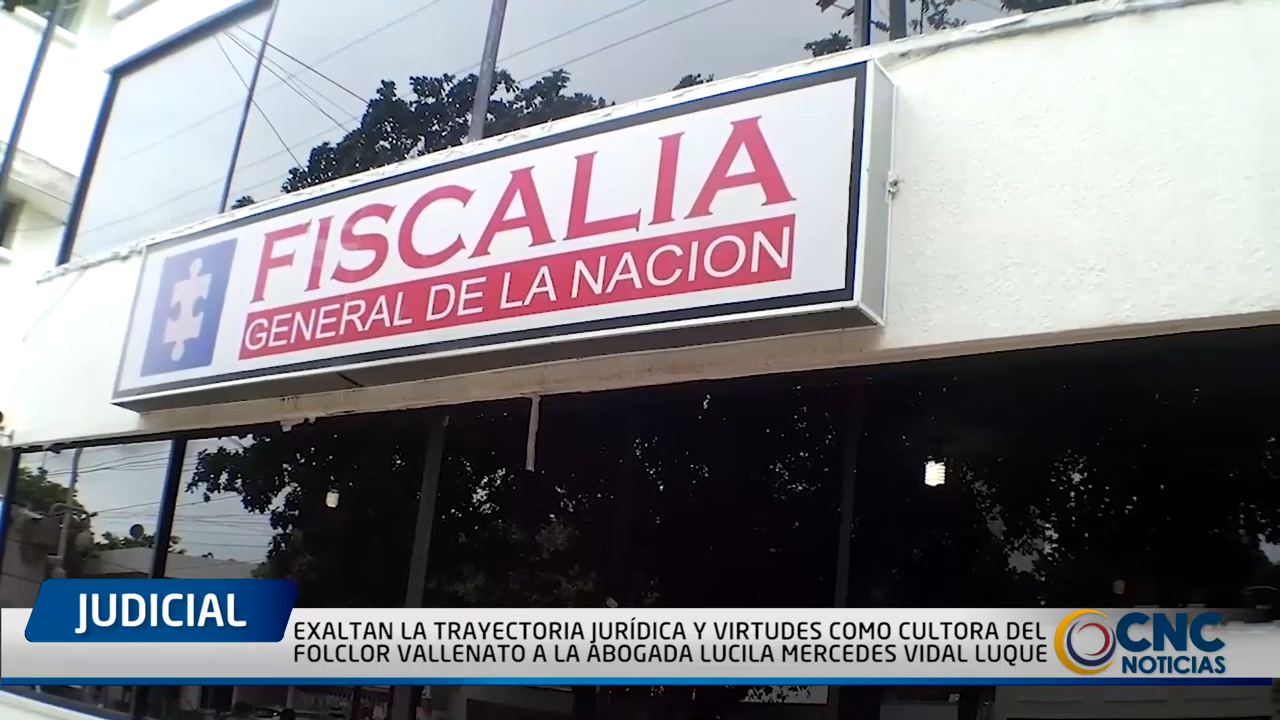 FISCALIA
GENERAL DE LA NACION
JUDICIAL
EXALTAN LA TRAYECTORIA JURÍDICA Y VIRTUDES COMO CULTORA DEL
FOLCLOR VALLENATO A LA ABOGADA LUCILA MERCEDES VIDAL LUQUE
CNC
NOTICIAS